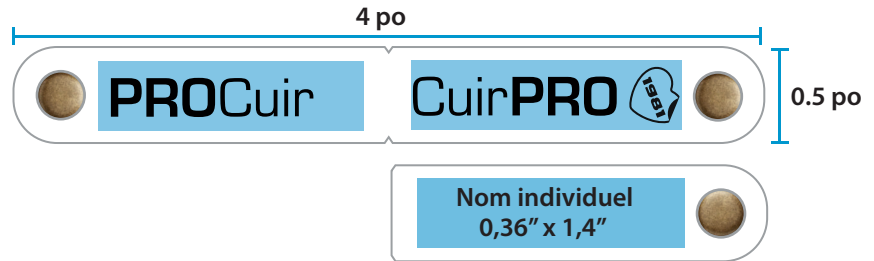 4 po
PROCuir
CuirPRO 1981
0.5 po
Nom individuel
0,36” x 1,4”